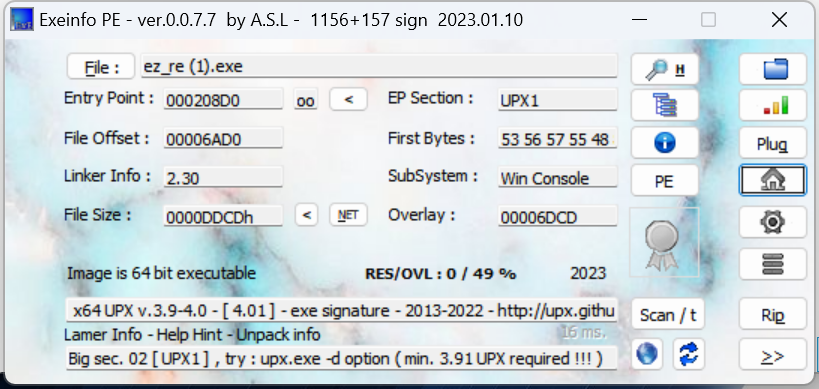 Exeinfo PE - ver.0.0.7.7  by A.S.L -  1156+157 sign  2023.01.10
File : ez_re (1).exe H
Entry Point : 000208D0 oo < EP Section : UPX1
File Offset : 00006AD0 First Bytes : 53 56 57 55 48 Plug
Linker Info : 2.30 SubSystem : Win Console PE
File Size : 0000DDCDh < NET Overlay : 00006DCD
Image is 64 bit executable RES/OVL : 0 / 49 % 2023
x64 UPX v.3.9-4.0 - [ 4.01 ] - exe signature - 2013-2022 - http://upx.githu Scan / t Rip
Lamer Info - Help Hint - Unpack info 16 ms.
Big sec. 02 [ UPX1 ] , try : upx.exe -d option ( min. 3.91 UPX required !!! ) >>